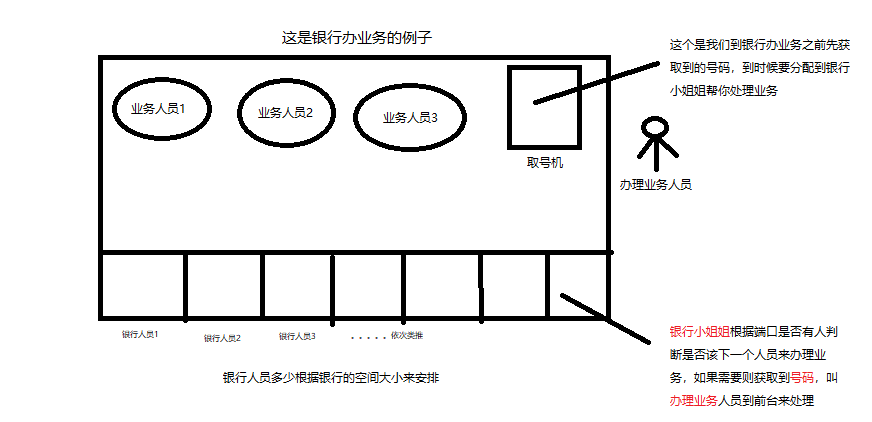 这是银行办业务的例子
这个是我们到银行办业务之前先获
取到的号码，到时候要分配到银行
小姐姐帮你处理业务
业务人员1
业务人员2
业务人员3
取号机
办理业务人员
银行人员1
银行人员2
银行人员3
。。。。。依次类推
银行人员多少根据银行的空间大小来安排
银行小姐姐根据端口是否有人判
断是否该下一个人员来办理业
务，如果需要则获取到号码，叫
办理业务人员到前台来处理